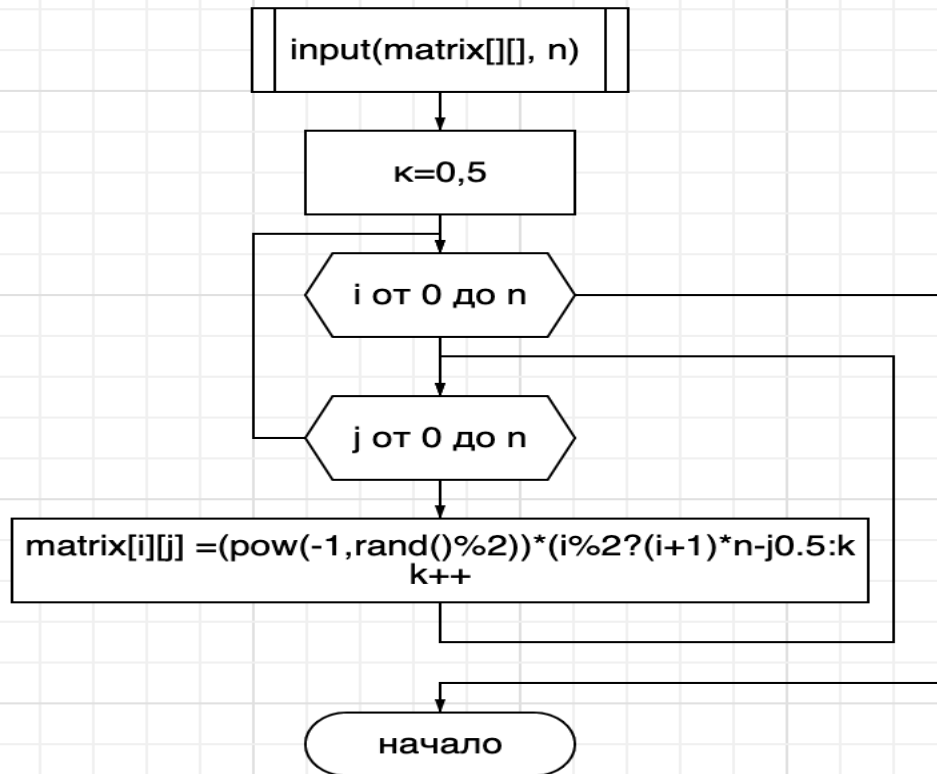 input(matrix[][], n)
к=0,5
i от 0 до n
j от 0 до n
matrix[i][j] =(pow(-1,rand()%2))*(i%2?(i+1)*n-j0.5:k
k++
начало